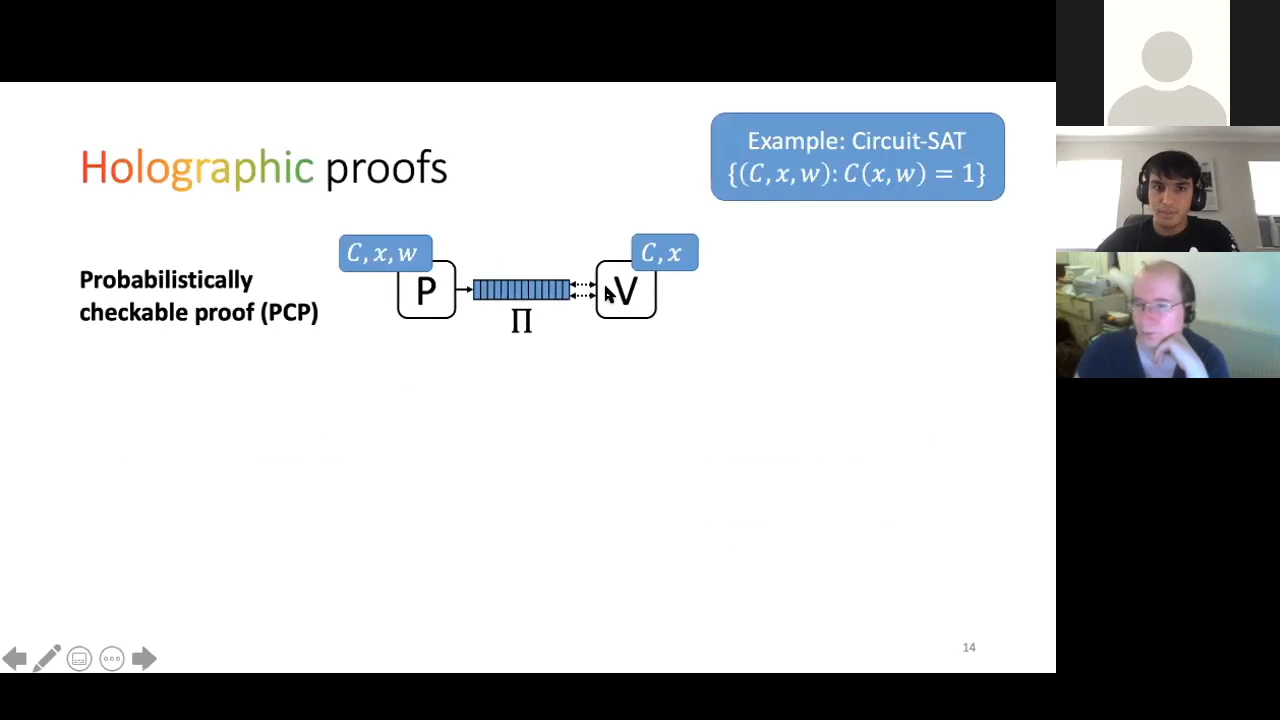 Holographic proofs
Example: Circuit-SAT
{(C, x, w): C(x, w) = 1}
Probabilistically
checkable proof (PCP)
C, x, w
P
Π
C, x
V
14